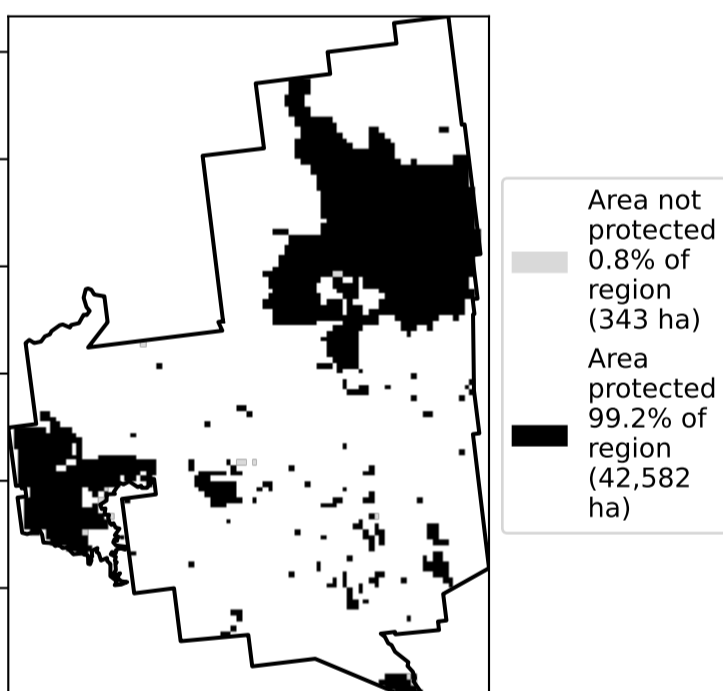 Area not
protected
0.8% of
region
(343 ha)
Area
protected
99.2% of
region
(42,582
ha)